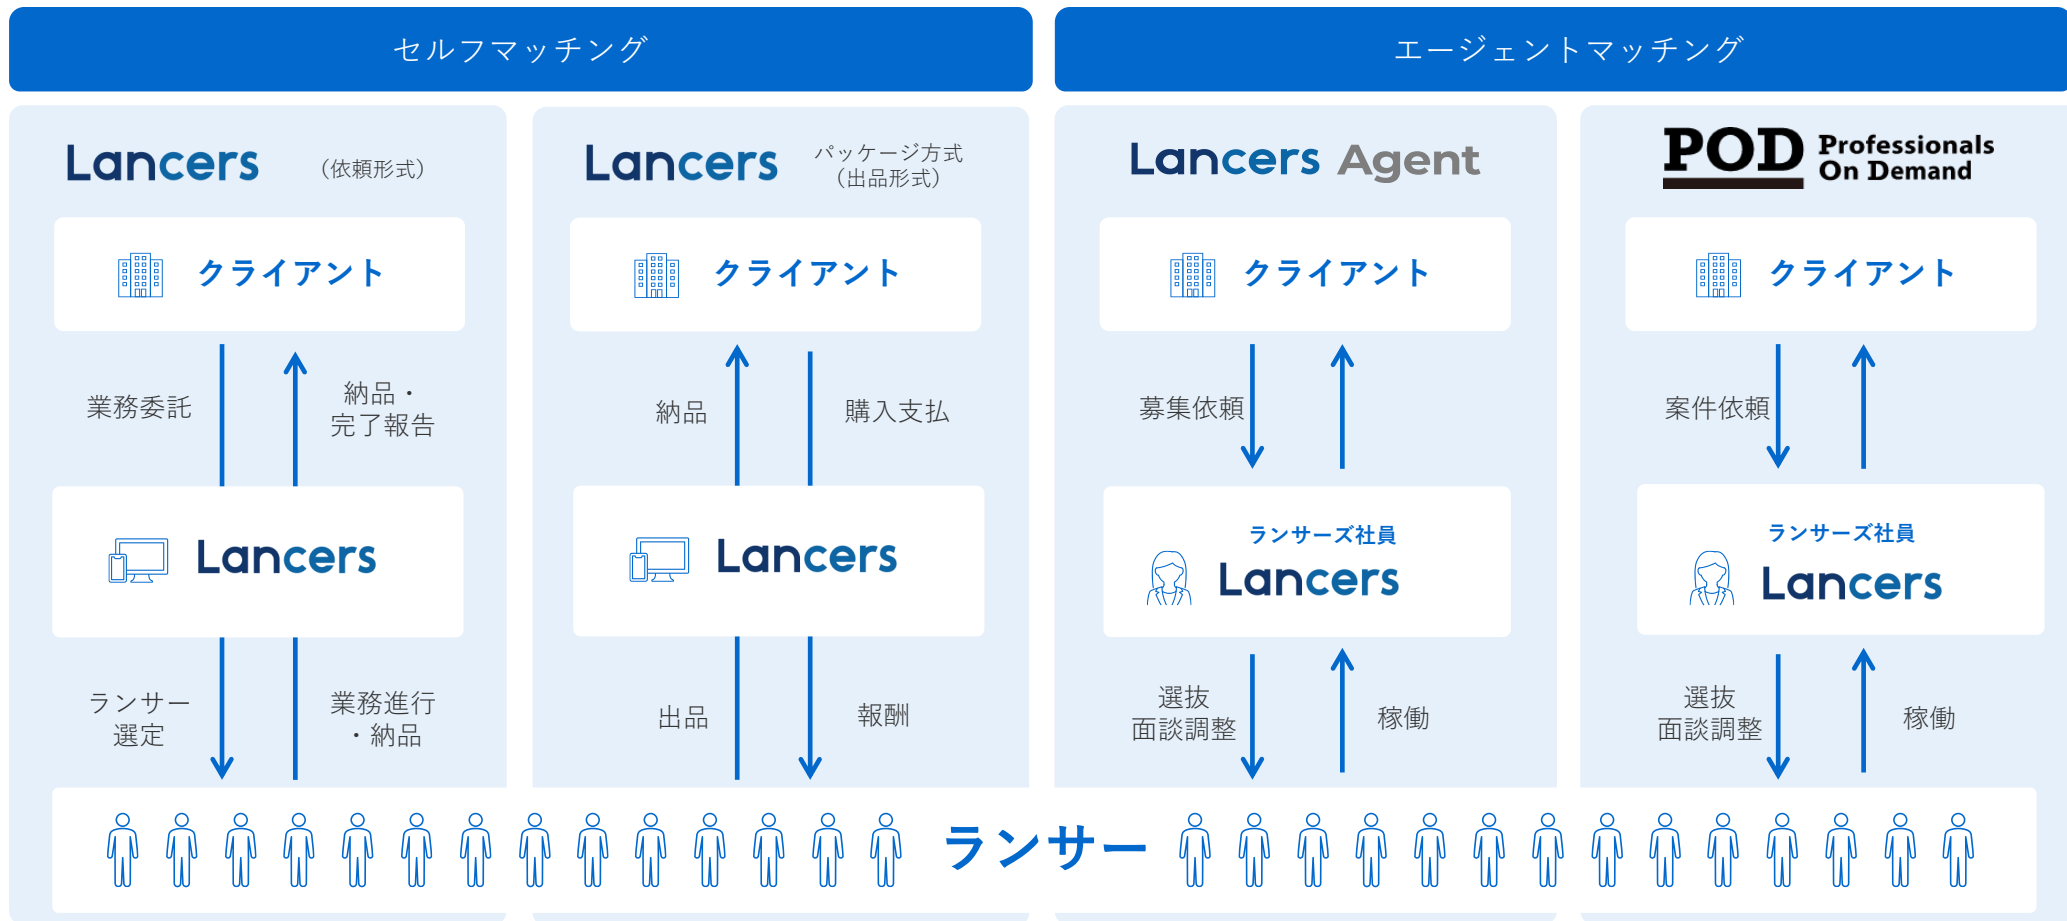 セルフマッチング
エージェントマッチング
Lancers
（依頼形式）
Lancers
パッケージ方式
（出品形式）
Lancers Agent
POD
Professionals
On Demand
クライアント
クライアント
クライアント
クライアント
業務委託
納品・
完了報告
納品
購入支払
募集依頼
案件依頼
Lancers
Lancers
ランサーズ社員
Lancers
ランサーズ社員
Lancers
ランサー
選定
業務進行
・納品
出品
報酬
選抜
面談調整
稼働
選抜
面談調整
稼働
ランサー